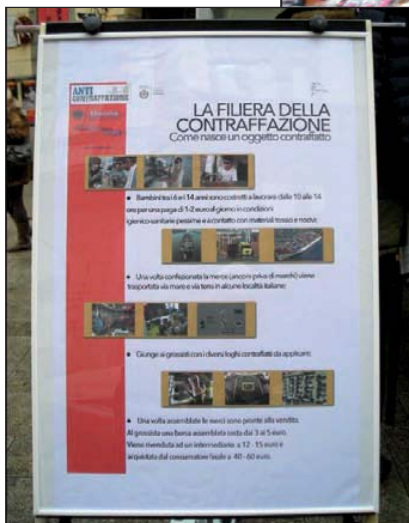 ANTI
CONTRAFFAZIONE
LA FILIERA DELLA
CONTRAFFAZIONE
Come nasce un oggetto contraffatto
• Bambini tra i 6 e i 14 anni sono costretti a lavorare dalle 10 alle 14
ore per una paga di 1-2 euro al giorno in condizioni
igienico-sanitarie pessime e a contatto con materiali tossici e nocivi;
• Una volta confezionata la merce (ancora priva di marchi) viene
trasportata via mare e via terra in alcune località italiane;
• Giunge ai grossisti con i diversi loghi contraffatti da applicare;
• Una volta assemblate le merci sono pronte alla vendita.
Al grossista una borsa assemblata costa dai 3 ai 5 euro.
Viene rivenduta ad un intermediario a 12 - 15 euro e
acquistata dal consumatore finale a 40 - 60 euro.